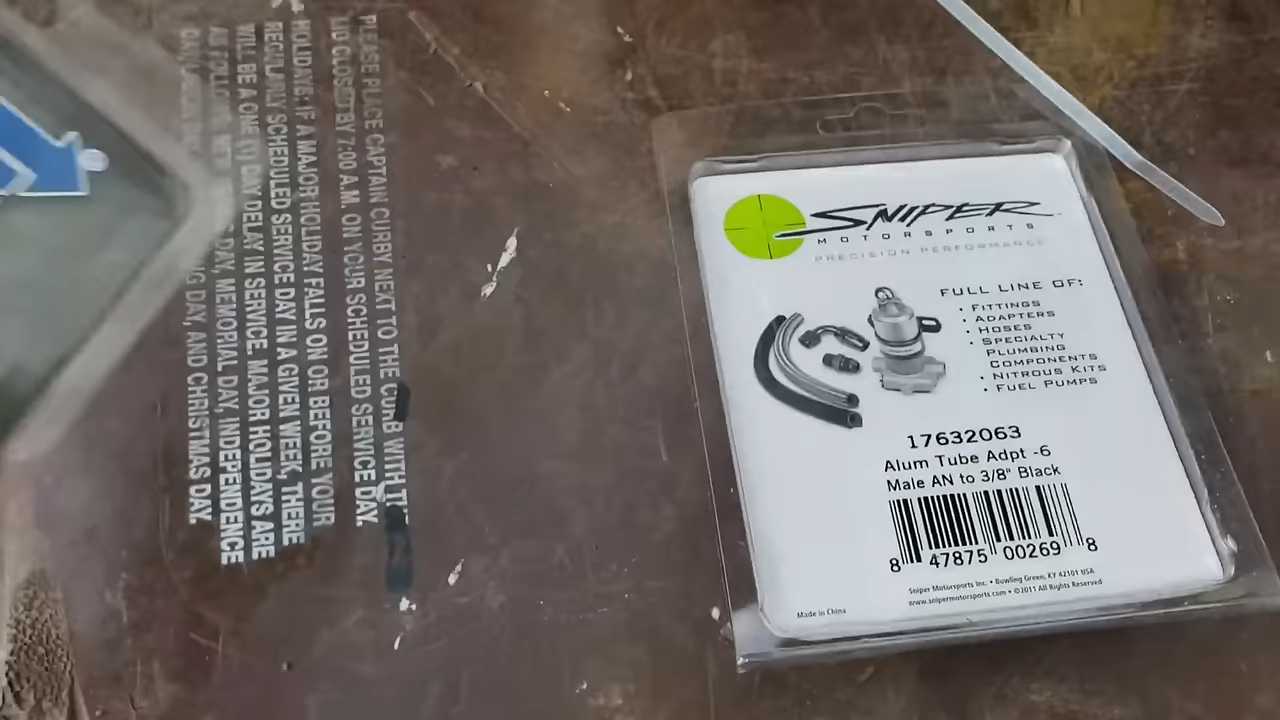 PLEASE PLACE CAPTAIN CURBY NEXT TO THE CURB WITH
LID CLOSED BY 7:00 A.M. ON YOUR SCHEDULED SERVICE DAY.
HOLIDAYS: IF A MAJOR HOLIDAY FALLS ON OR BEFORE YOUR
REGULARLY SCHEDULED SERVICE DAY IN A GIVEN WEEK, THERE
WILL BE A ONE (1) DAY DELAY IN SERVICE. MAJOR HOLIDAYS ARE
AS FOLLOWS: DAY, MEMORIAL DAY, INDEPENDENCE
DAY, AND CHRISTMAS DAY.
SNIPER
MOTORSPORTS
PRECISION PERFORMANCE
FULL LINE OF:
• FITTINGS
• ADAPTERS
• HOSES
• SPECIALTY
PLUMBING
COMPONENTS
• NITROUS KITS
• FUEL PUMPS
17632063
Alum Tube Adpt -6
Male AN to 3/8" Black
8 47875 00269 8
Sniper Motorsports Inc. • Bowling Green, KY 42101 USA
www.snipermotorsports.com • ©2011 All Rights Reserved
Made in China